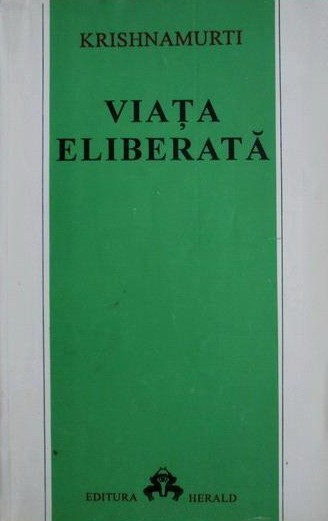 KRISHNAMURTI
VIAȚA
ELIBERATĂ
EDITURA HERALD